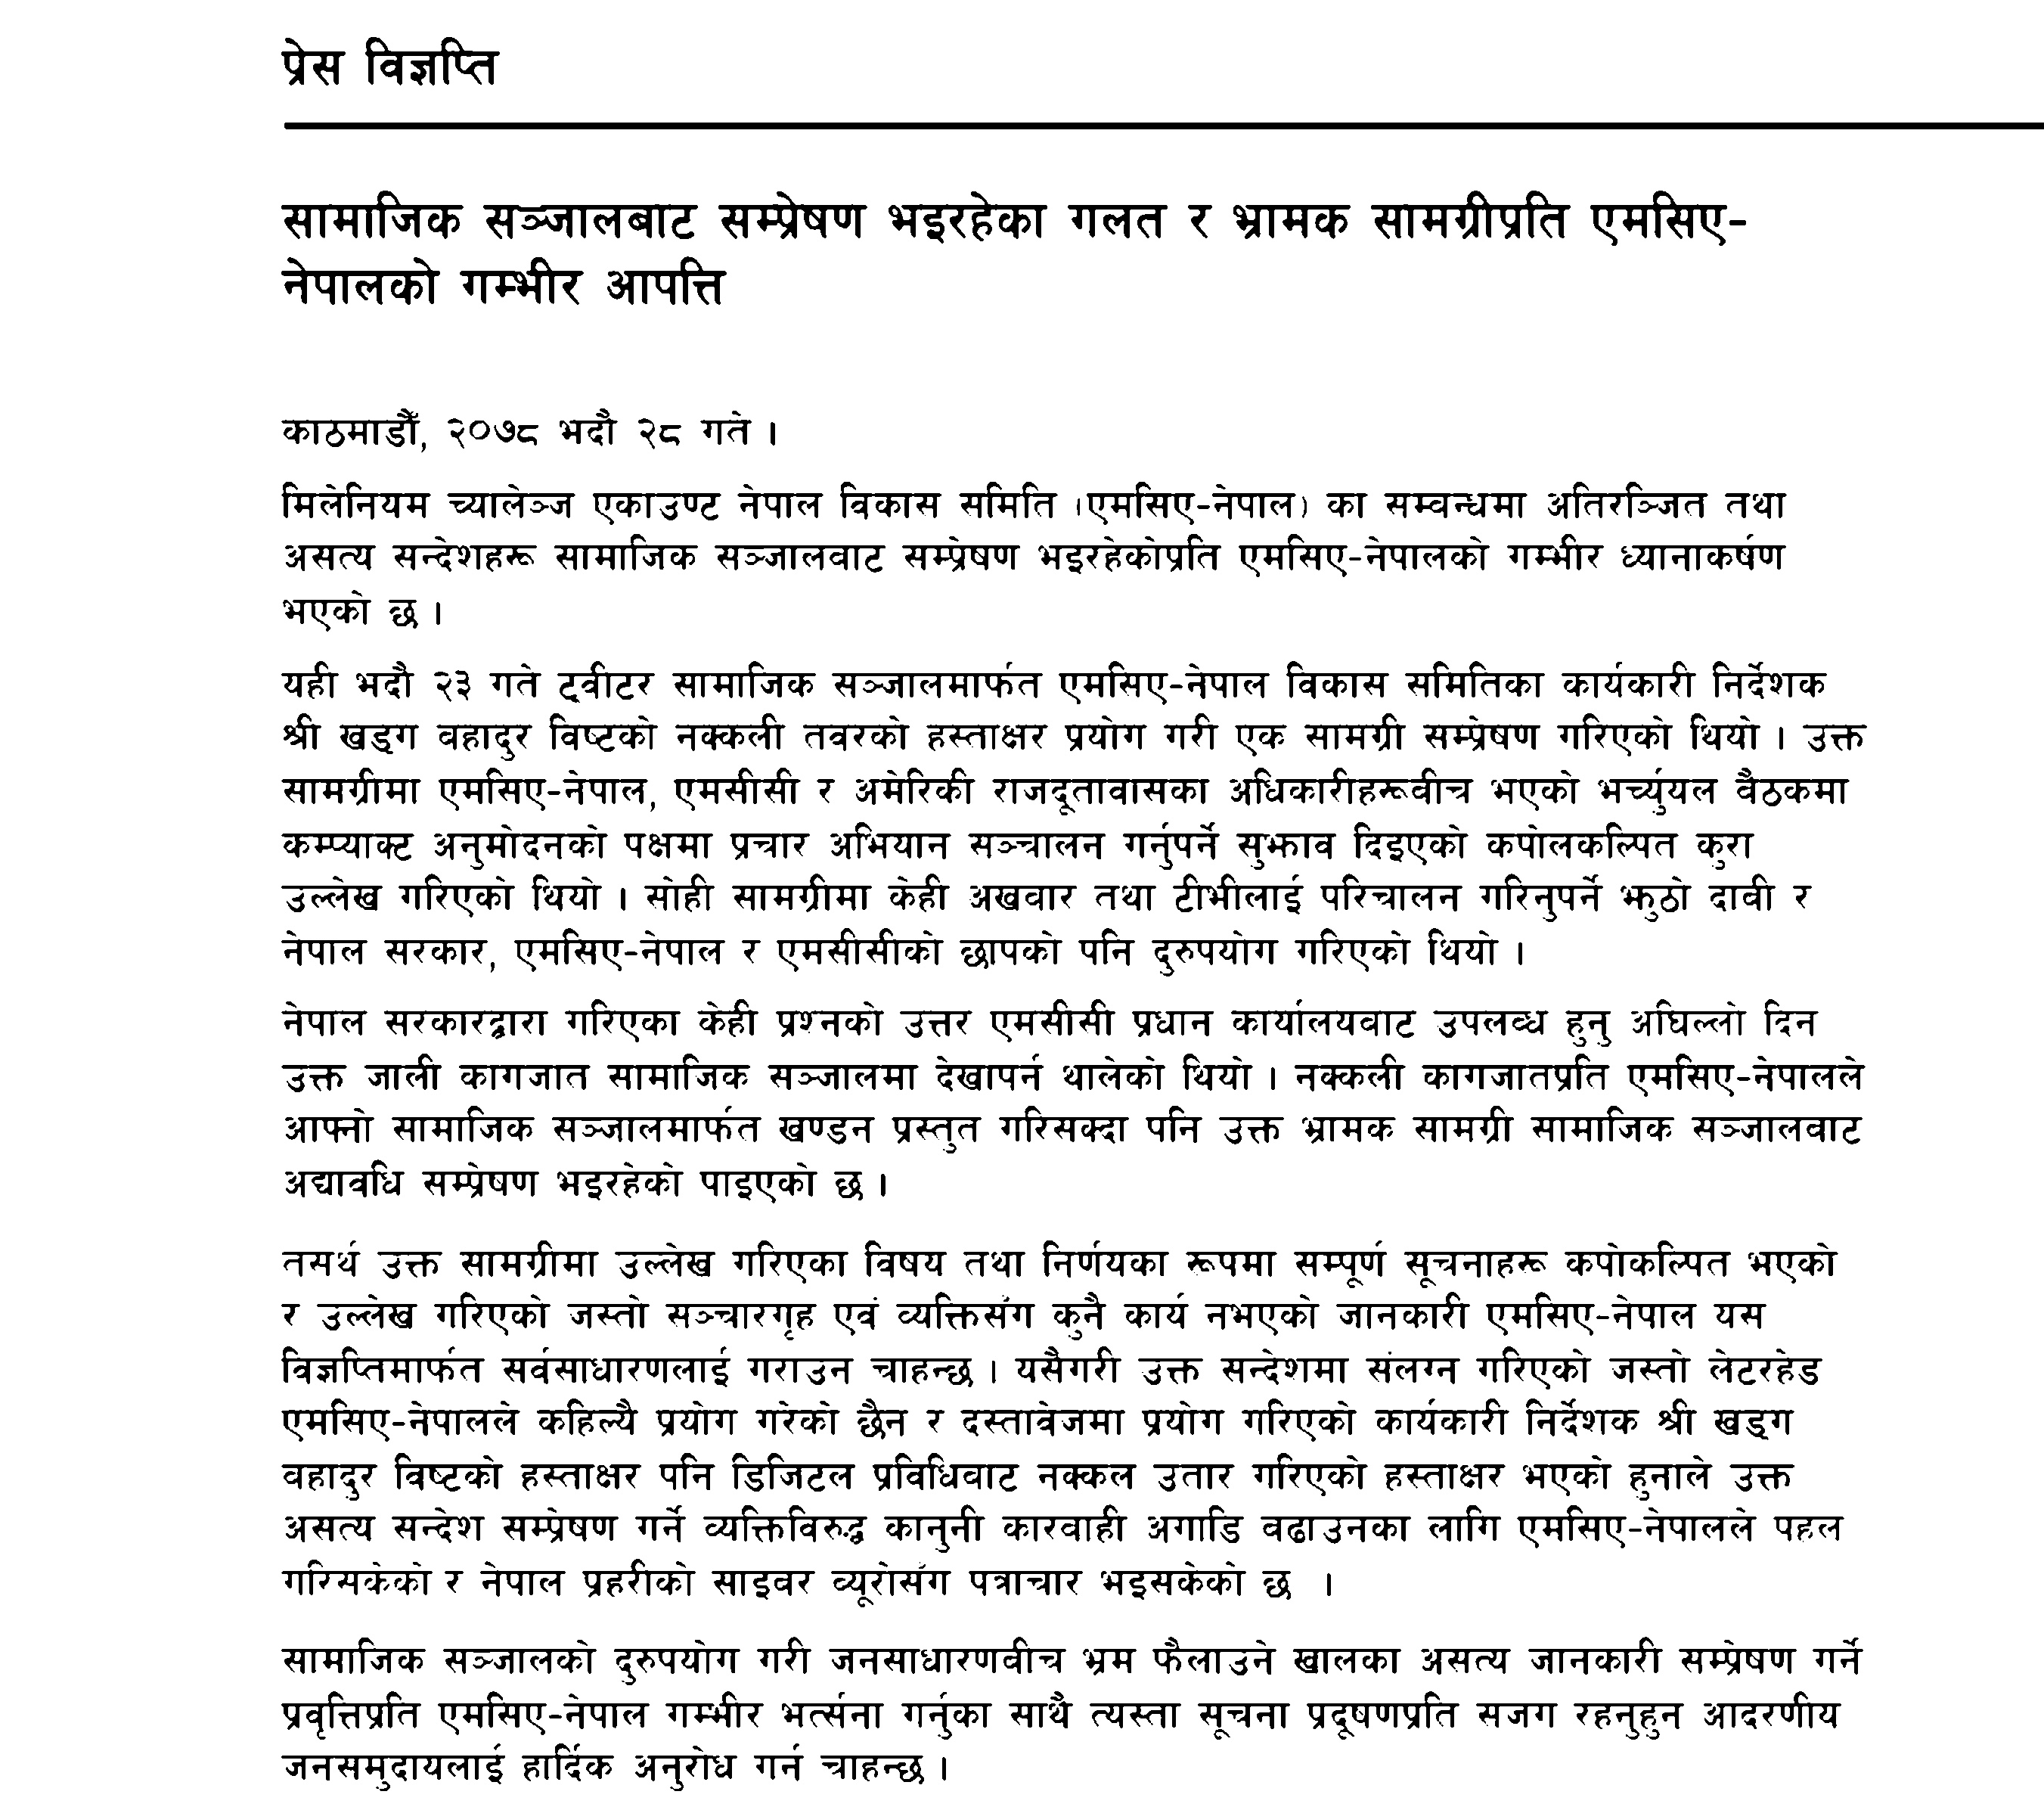 प्रेस विज्ञप्ति
सामाजिक सञ्जालबाट सम्प्रेषण भइरहेका गलत र भ्रामक सामग्रीप्रति एमसिए-
नेपालको गम्भीर आपत्ति
काठमाडौँ, २०७८ भदौ २८ गते ।
मिलेनियम च्यालेञ्ज एकाउण्ट नेपाल विकास समिति (एमसिए-नेपाल) का सम्वन्धमा अतिरञ्जित तथा
असत्य सन्देशहरू सामाजिक सञ्जालवाट सम्प्रेषण भइरहेकोप्रति एमसिए-नेपालको गम्भीर ध्यानाकर्षण
भएको छ ।
यही भदौ २३ गते ट्वीटर सामाजिक सञ्जालमार्फत एमसिए-नेपाल विकास समितिका कार्यकारी निर्देशक
श्री खड्ग वहादुर विष्टको नक्कली तवरको हस्ताक्षर प्रयोग गरी एक सामग्री सम्प्रेषण गरिएको थियो । उक्त
सामग्रीमा एमसिए-नेपाल, एमसीसी र अमेरिकी राजदूतावासका अधिकारीहरूवीच भएको भर्च्युयल वैठकमा
कम्प्याक्ट अनुमोदनको पक्षमा प्रचार अभियान सञ्चालन गर्नुपर्ने सुझाव दिइएको कपोलकल्पित कुरा
उल्लेख गरिएको थियो । सोही सामग्रीमा केही अखवार तथा टीभीलाई परिचालन गरिनुपर्ने झुठो दावी र
नेपाल सरकार, एमसिए-नेपाल र एमसीसीको छापको पनि दुरुपयोग गरिएको थियो ।
नेपाल सरकारद्वारा गरिएका केही प्रश्नको उत्तर एमसीसी प्रधान कार्यालयवाट उपलव्ध हुनु अघिल्लो दिन
उक्त जाली कागजात सामाजिक सञ्जालमा देखापर्न थालेको थियो । नक्कली कागजातप्रति एमसिए-नेपालले
आफ्नो सामाजिक सञ्जालमार्फत खण्डन प्रस्तुत गरिसक्दा पनि उक्त भ्रामक सामग्री सामाजिक सञ्जालवाट
अद्यावधि सम्प्रेषण भइरहेको पाइएको छ ।
तसर्थ उक्त सामग्रीमा उल्लेख गरिएका विषय तथा निर्णयका रूपमा सम्पूर्ण सूचनाहरू कपोकल्पित भएको
र उल्लेख गरिएको जस्तो सञ्चारगृह एवं व्यक्तिसँग कुनै कार्य नभएको जानकारी एमसिए-नेपाल यस
विज्ञप्तिमार्फत सर्वसाधारणलाई गराउन चाहन्छ । यसैगरी उक्त सन्देशमा संलग्न गरिएको जस्तो लेटरहेड
एमसिए-नेपालले कहिल्यै प्रयोग गरेको छैन र दस्तावेजमा प्रयोग गरिएको कार्यकारी निर्देशक श्री खड्ग
वहादुर विष्टको हस्ताक्षर पनि डिजिटल प्रविधिवाट नक्कल उतार गरिएको हस्ताक्षर भएको हुनाले उक्त
असत्य सन्देश सम्प्रेषण गर्ने व्यक्तिविरुद्ध कानुनी कारवाही अगाडि वढाउनका लागि एमसिए-नेपालले पहल
गरिसकेको र नेपाल प्रहरीको साइवर व्यूरोसँग पत्राचार भइसकेको छ ।
सामाजिक सञ्जालको दुरुपयोग गरी जनसाधारणवीच भ्रम फैलाउने खालका असत्य जानकारी सम्प्रेषण गर्ने
प्रवृत्तिप्रति एमसिए-नेपाल गम्भीर भर्त्सना गर्नुका साथै त्यस्ता सूचना प्रदूषणप्रति सजग रहनुहुन आदरणीय
जनसमुदायलाई हार्दिक अनुरोध गर्न चाहन्छ ।